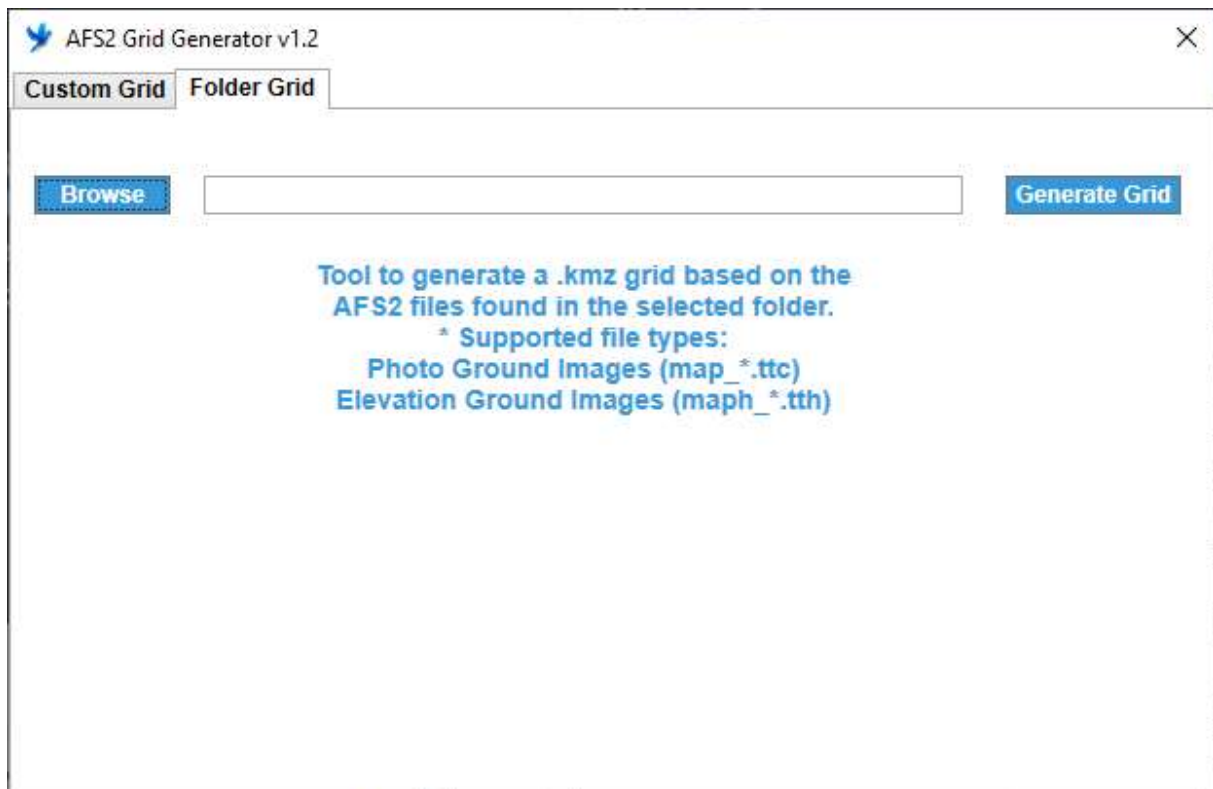 AFS2 Grid Generator v1.2
Custom Grid Folder Grid
Browse Generate Grid
Tool to generate a .kmz grid based on the
AFS2 files found in the selected folder.
* Supported file types:
Photo Ground Images (map_*.ttc)
Elevation Ground Images (maph_*.tth)